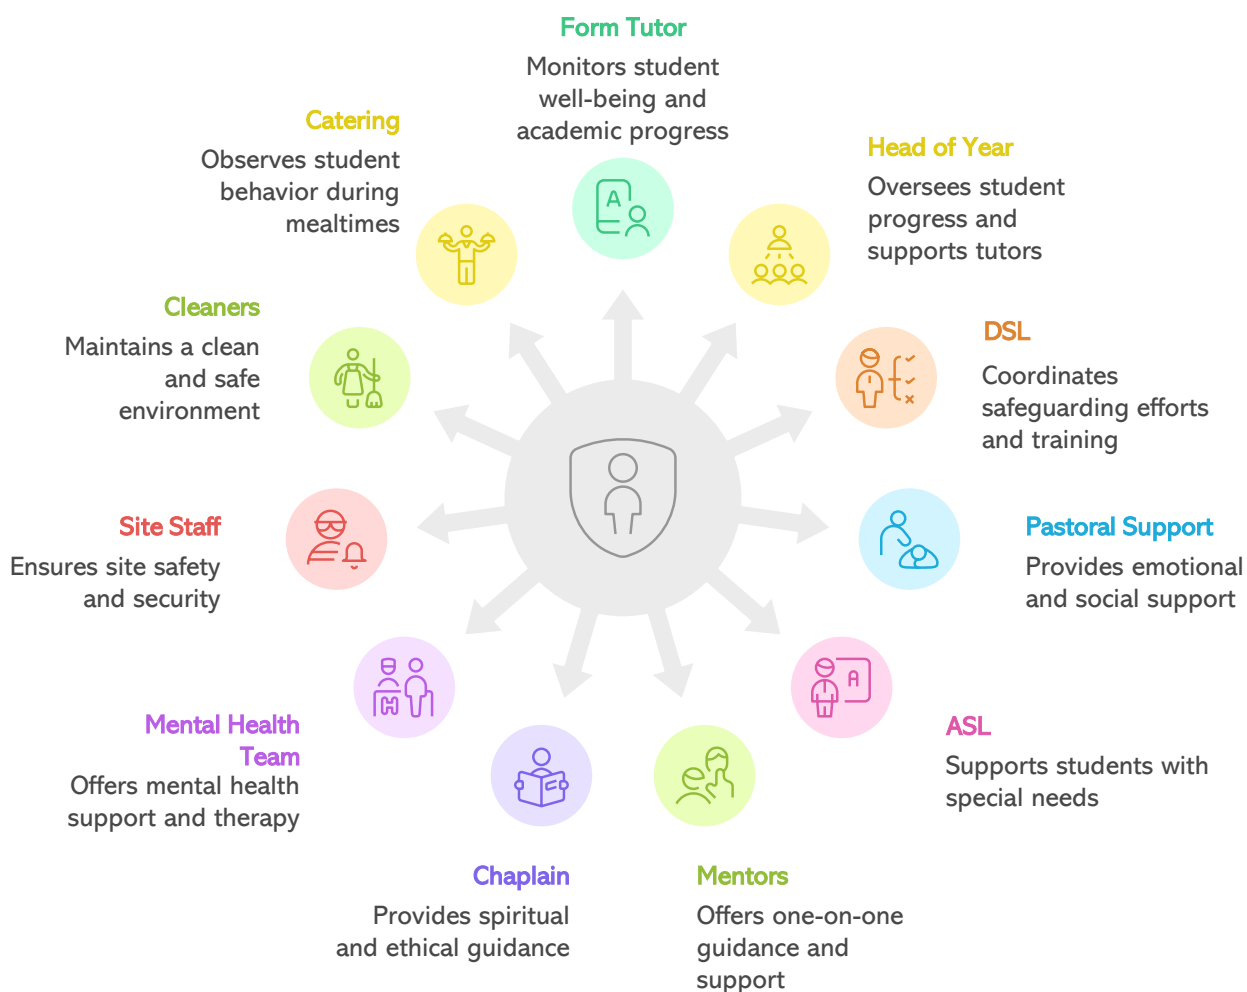 Form Tutor
Monitors student
well-being and
academic progress
Head of Year
Oversees student
progress and
supports tutors
DSL
Coordinates
safeguarding efforts
and training
Pastoral Support
Provides emotional
and social support
ASL
Supports students with
special needs
Mentors
Offers one-on-one
guidance and
support
Chaplain
Provides spiritual
and ethical guidance
Mental Health
Team
Offers mental health
support and therapy
Site Staff
Ensures site safety
and security
Cleaners
Maintains a clean
and safe
environment
Catering
Observes student
behavior during
mealtimes
A
A